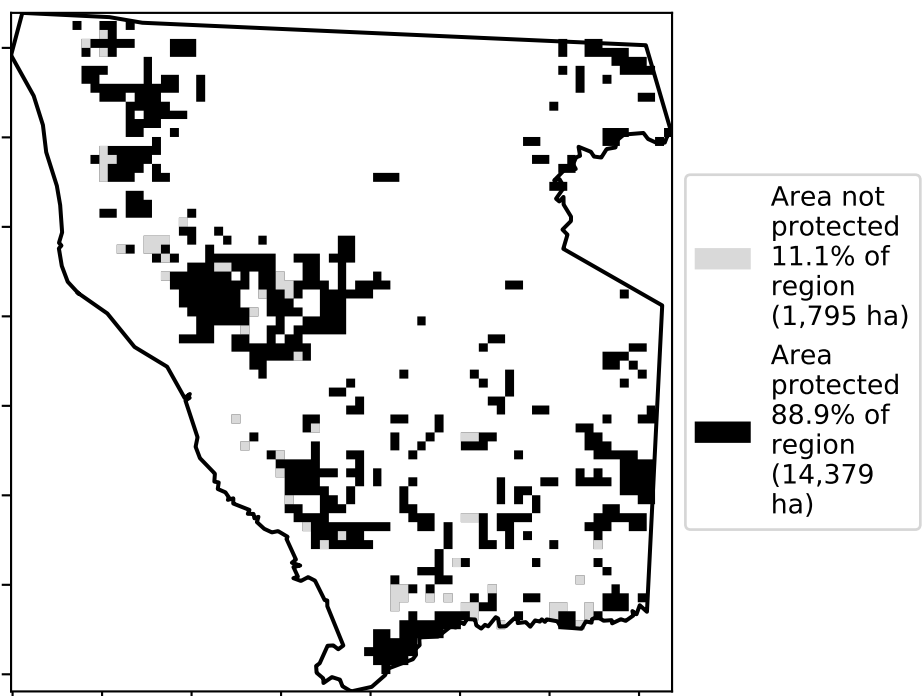 Area not
protected
11.1% of
region
(1,795 ha)
Area
protected
88.9% of
region
(14,379
ha)